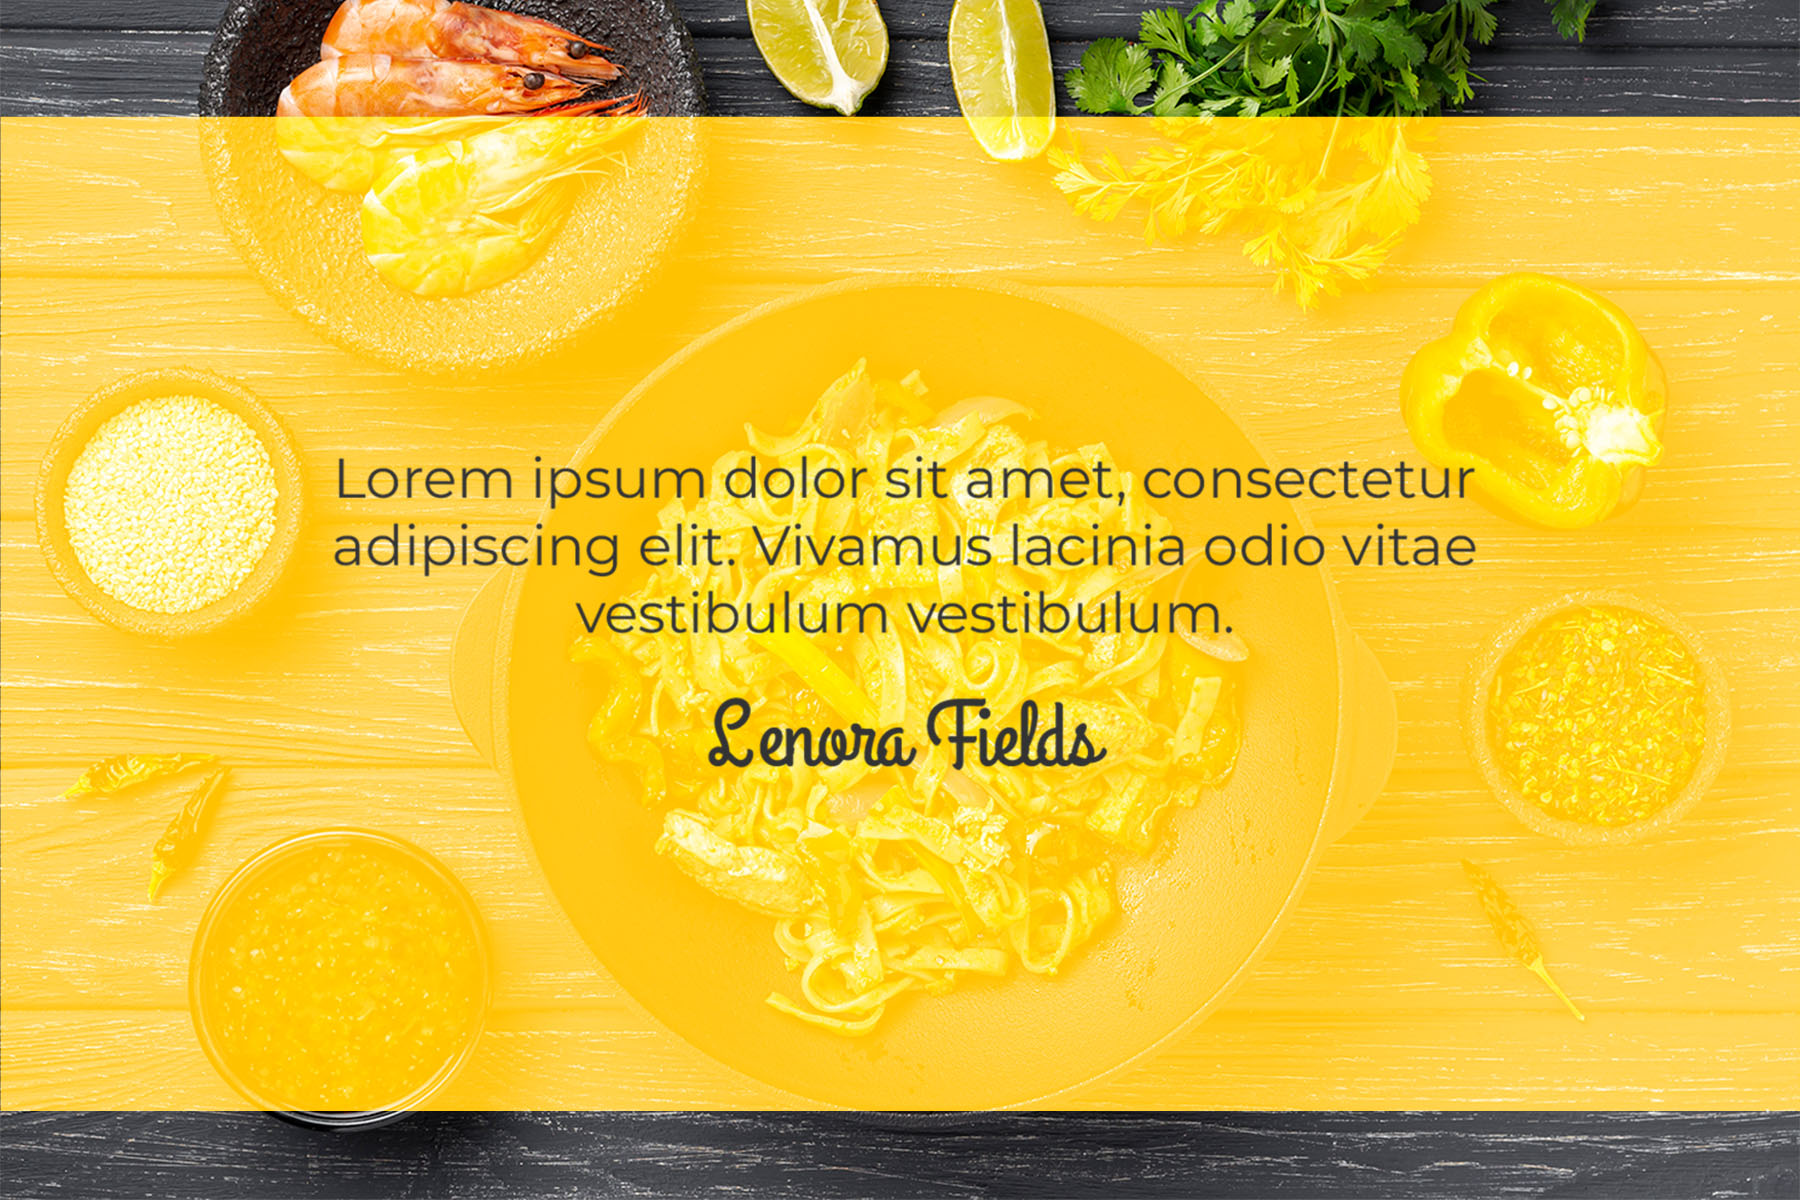 Lorem ipsum dolor sit amet, consectetur
adipiscing elit. Vivamus lacinia odio vitae
vestibulum vestibulum.
Lenora Fields